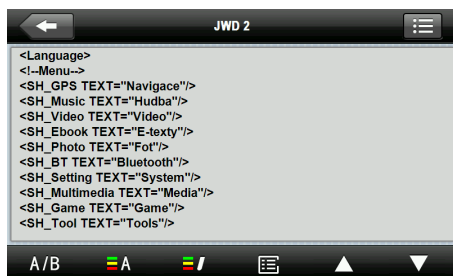 JWD 2
<Language>
<!--Menu-->
<SH_GPS TEXT="Navigace"/>
<SH_Music TEXT="Hudba"/>
<SH_Video TEXT="Video"/>
<SH_Ebook TEXT="E-texty"/>
<SH_Photo TEXT="Fot"/>
<SH_BT TEXT="Bluetooth"/>
<SH_Setting TEXT="System"/>
<SH_Multimedia TEXT="Media"/>
<SH_Game TEXT="Game"/>
<SH_Tool TEXT="Tools"/>
A/B A